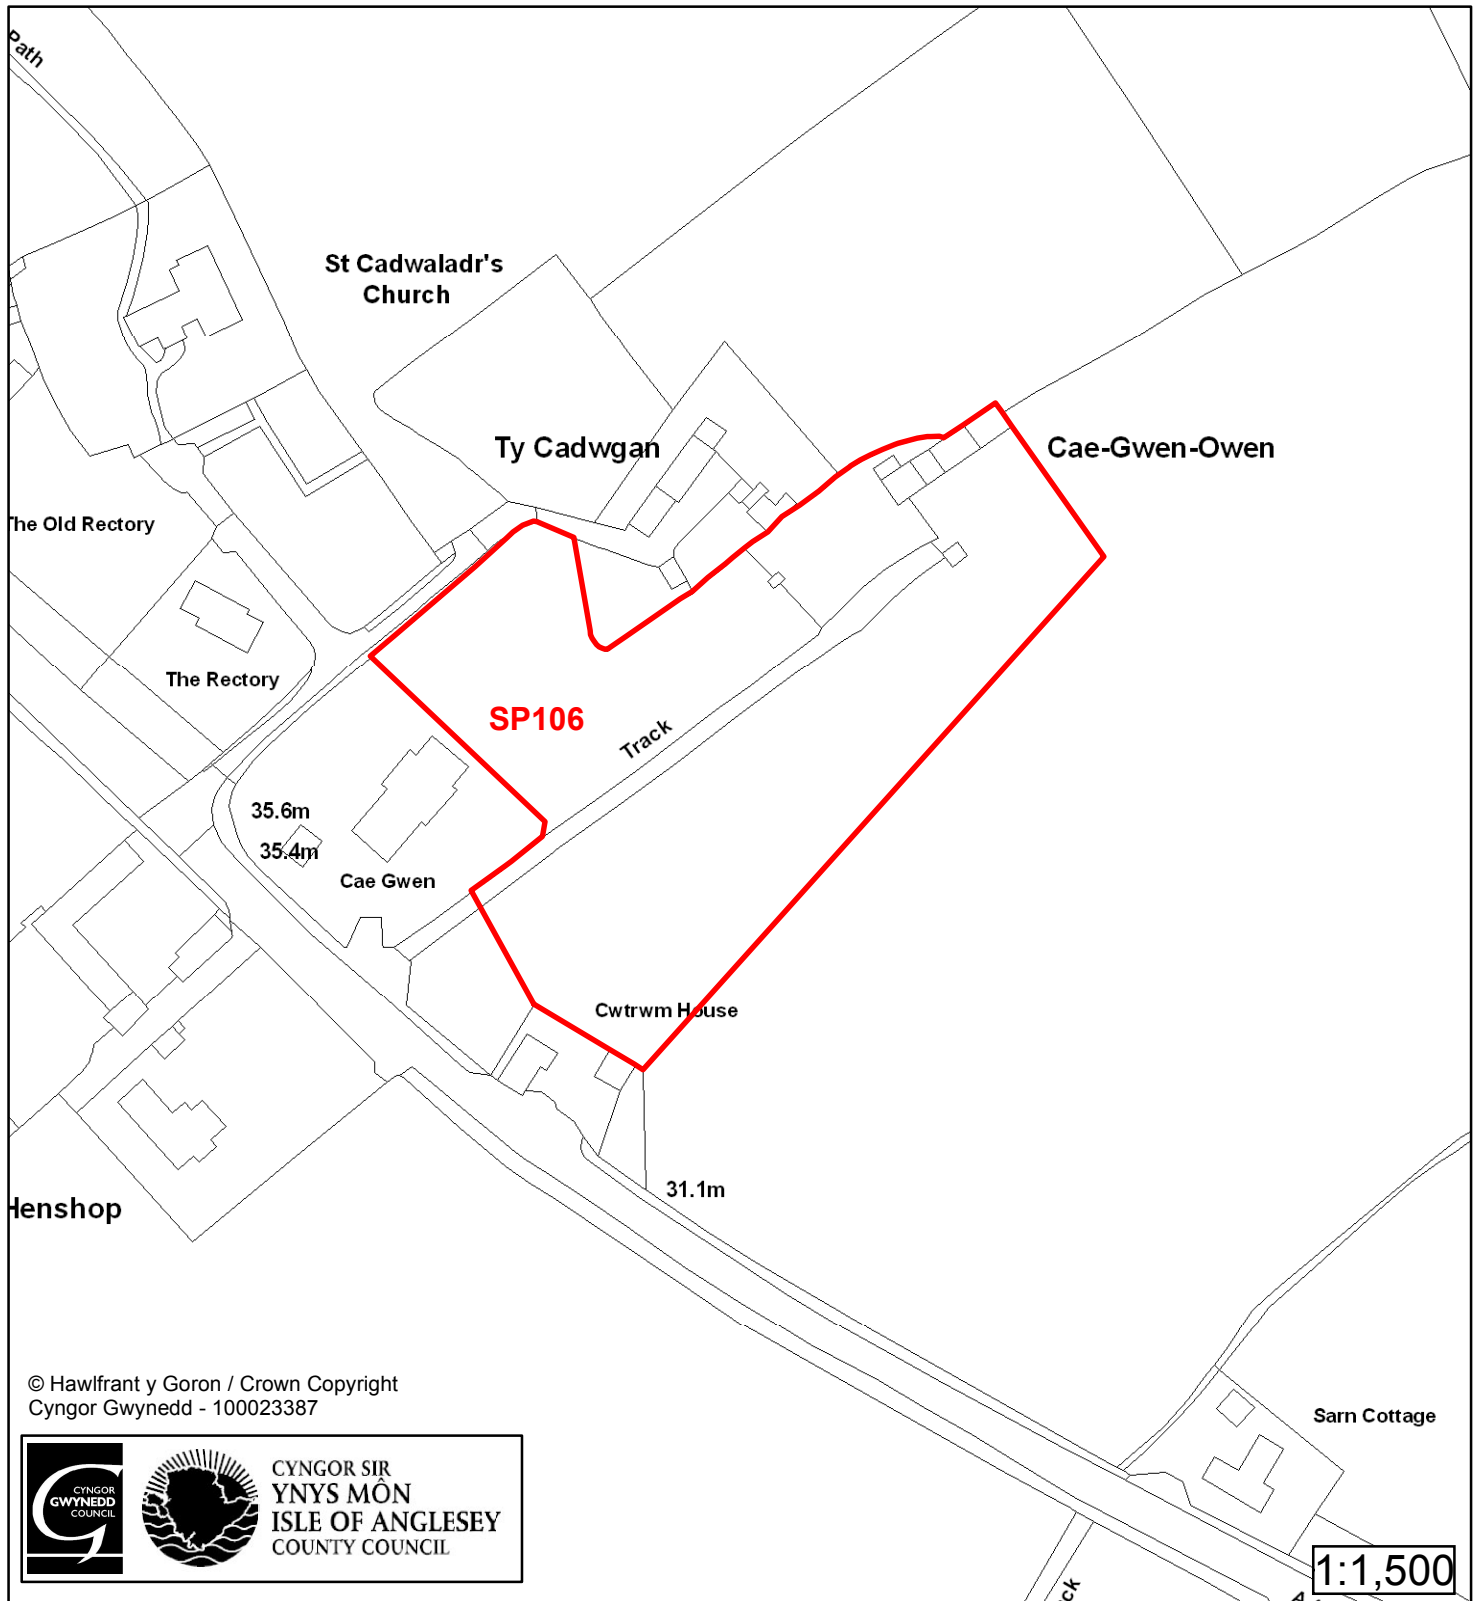 Path
St Cadwaladr's
Church
Ty Cadwgan
Cae-Gwen-Owen
The Old Rectory
The Rectory
SP106
Track
35.6m
35.4m
Cae Gwen
Cwtrwm House
31.1m
Henshop
© Hawlfrant y Goron / Crown Copyright
Cyngor Gwynedd - 100023387
Sarn Cottage
CYNGOR
GWYNEDD
COUNCIL
CYNGOR SIR
YNYS MÔN
ISLE OF ANGLESEY
COUNTY COUNCIL
1:1,500